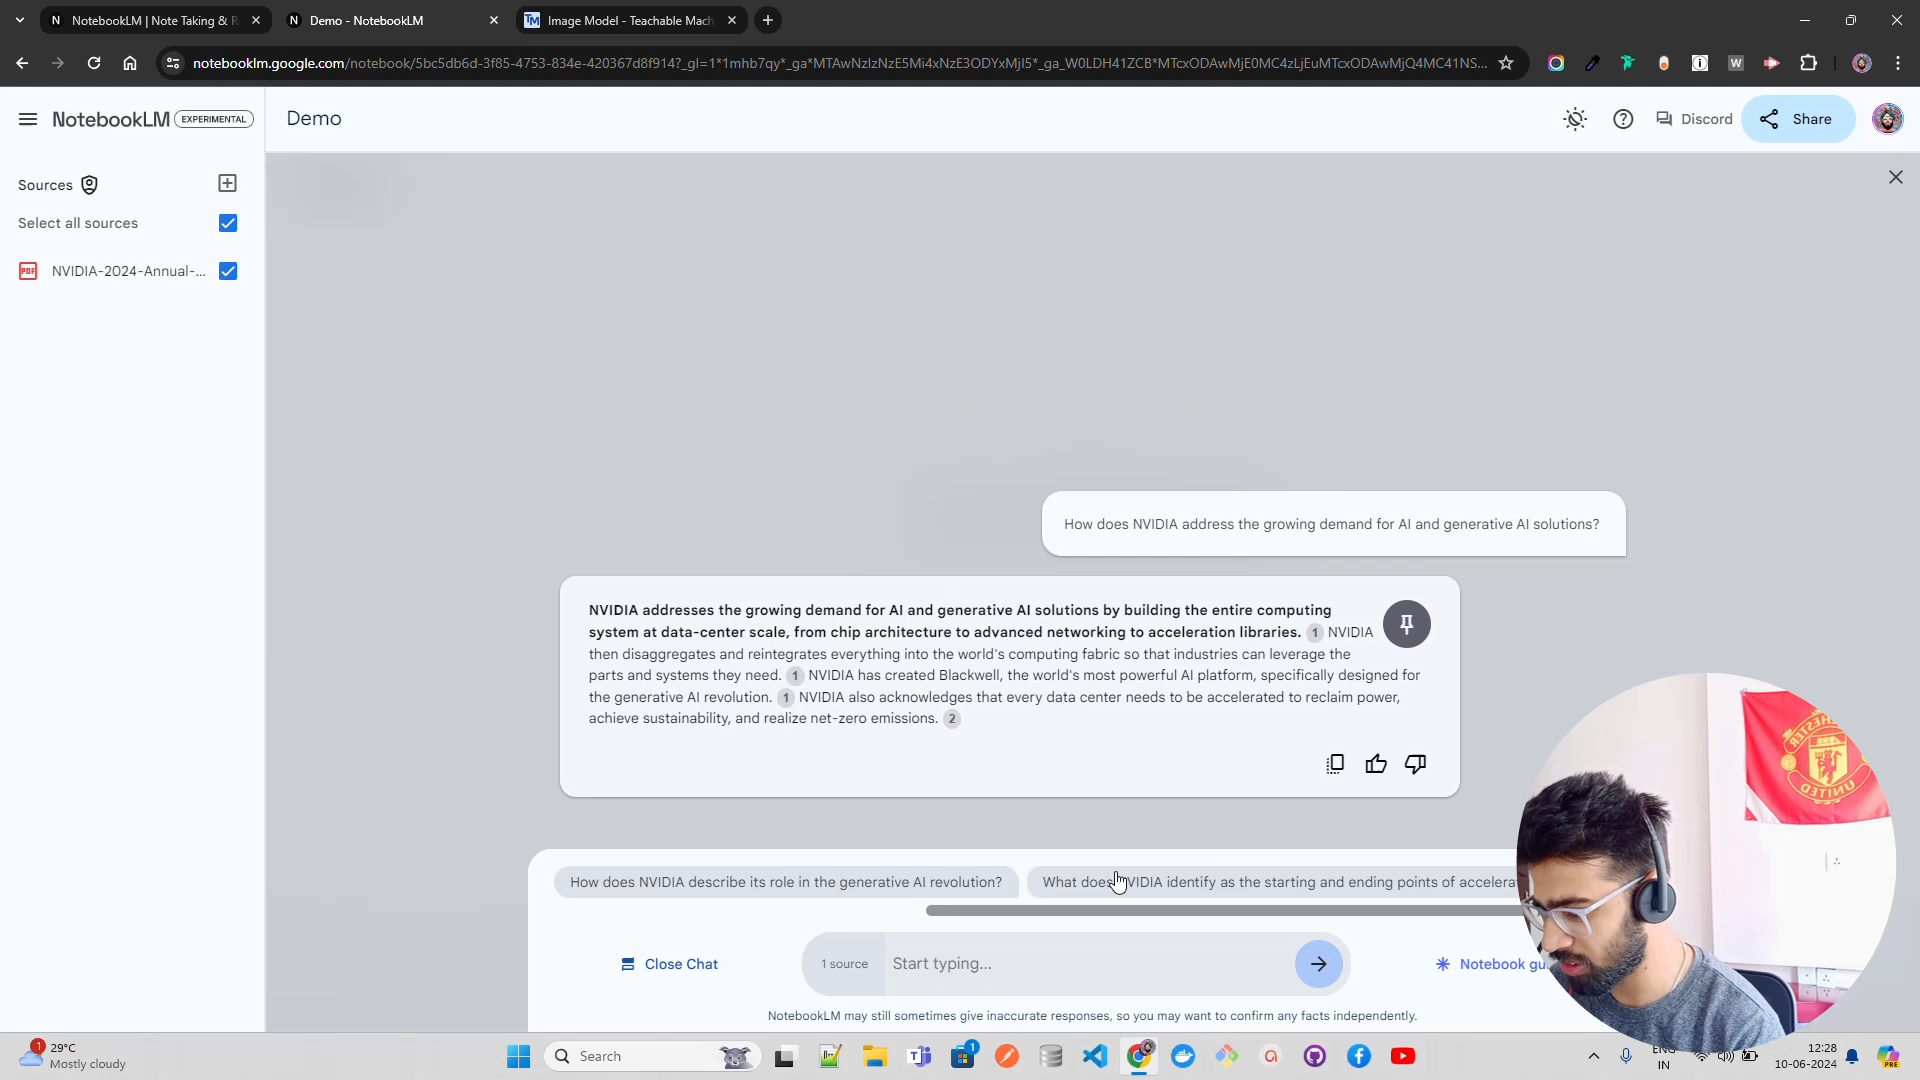 NotebookLM | Note Taking & R
Demo - NotebookLM
Image Model - Teachable Mach
notebooklm.google.com/notebook/5bc5db6d-3f85-4753-834e-420367d8f914?_gl=1*1mhb7qy*_ga*MTAwNzIzNzE5Mi4xNzE3ODYxMjI5*_ga_W0LDH41ZCB*MTcxODAwMjE0MC4zLjEuMTcxODAwMjQ4MC41NS...
NotebookLM EXPERIMENTAL
Demo
Discord
Share
Sources
Select all sources
PDF NVIDIA-2024-Annual-...
How does NVIDIA address the growing demand for AI and generative AI solutions?
NVIDIA addresses the growing demand for AI and generative AI solutions by building the entire computing
system at data-center scale, from chip architecture to advanced networking to acceleration libraries. 1 NVIDIA
then disaggregates and reintegrates everything into the world's computing fabric so that industries can leverage the
parts and systems they need. 1 NVIDIA has created Blackwell, the world's most powerful AI platform, specifically designed for
the generative AI revolution. 1 NVIDIA also acknowledges that every data center needs to be accelerated to reclaim power,
achieve sustainability, and realize net-zero emissions. 2
How does NVIDIA describe its role in the generative AI revolution?
What does NVIDIA identify as the starting and ending points of accelerat
Close Chat
1 source
Start typing...
Notebook gu
NotebookLM may still sometimes give inaccurate responses, so you may want to confirm any facts independently.
UNITED
1
29°C
Mostly cloudy
Search
1
ENG
IN
12:28
10-06-2024
PRE